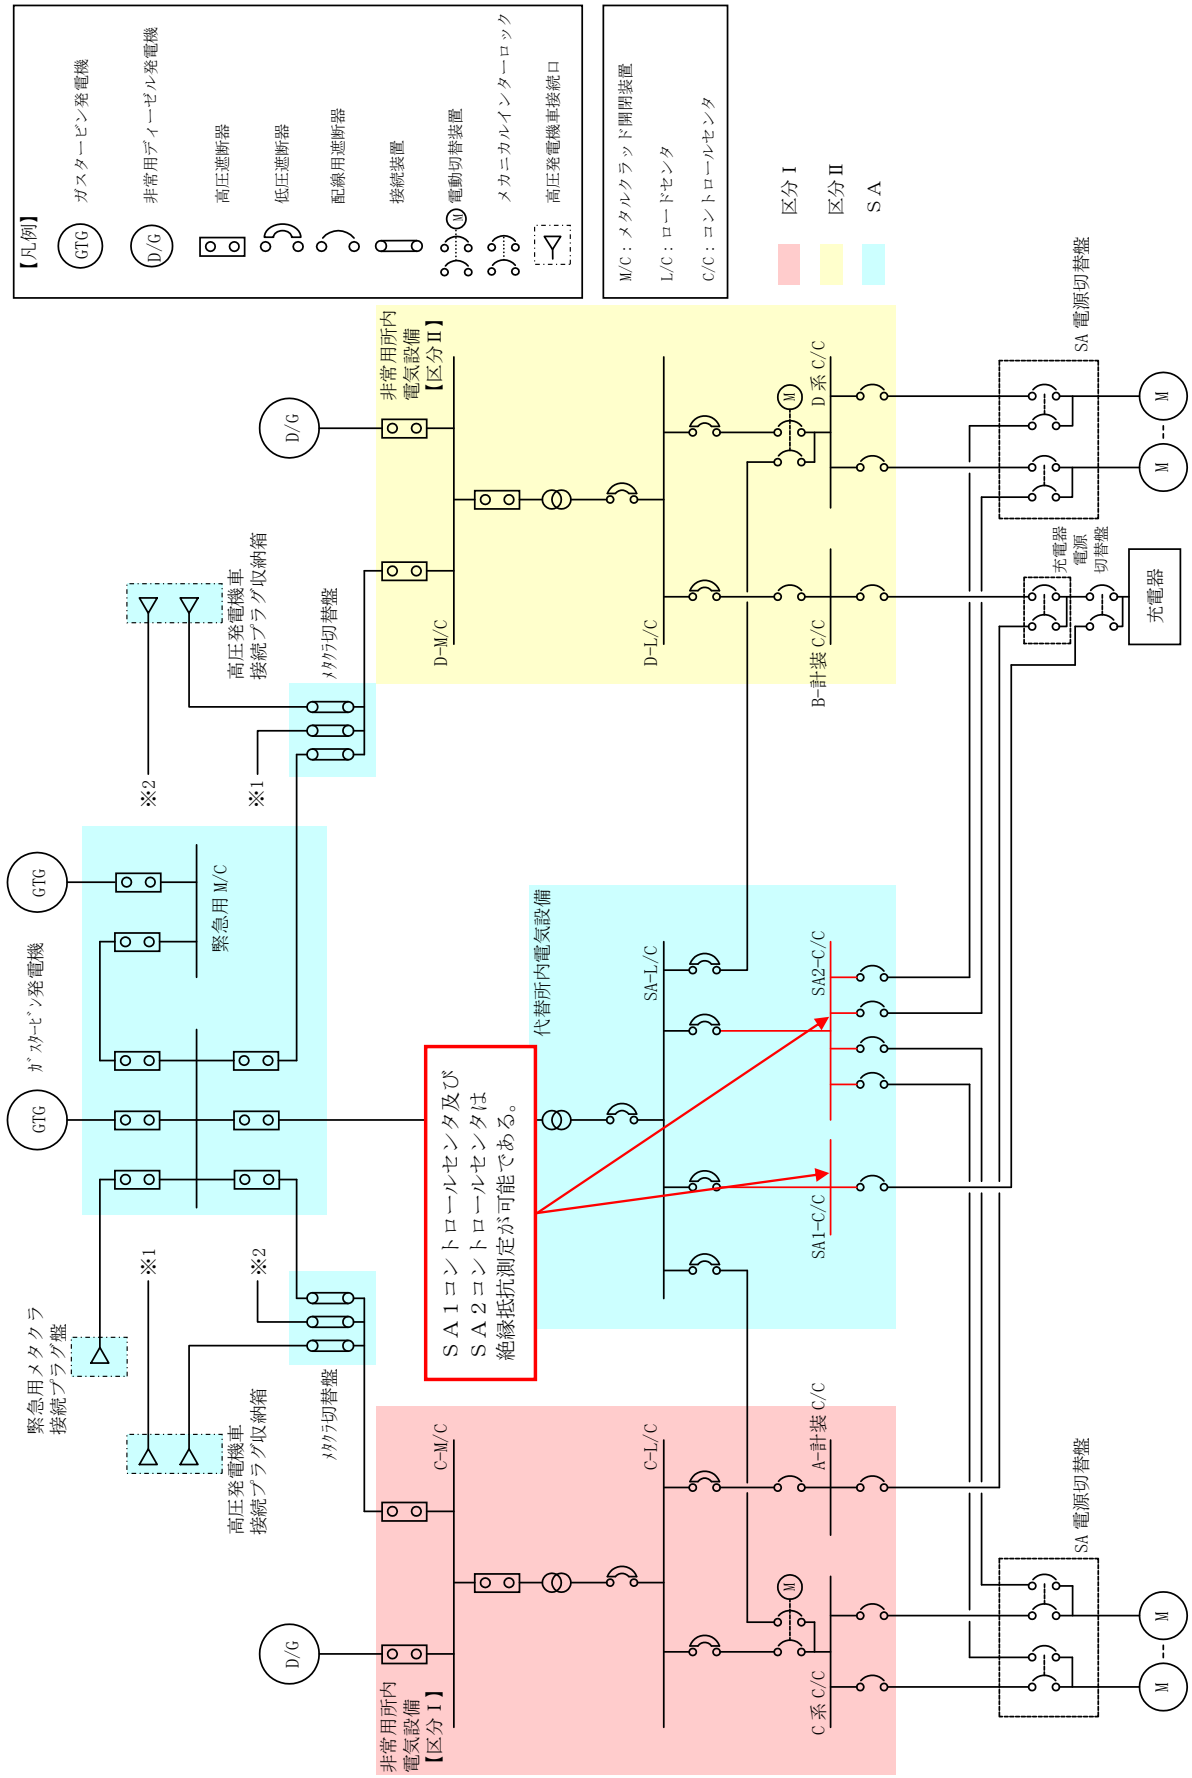 【凡例】
GTG
ガスタービン発電機
D/G
非常用ディーゼル発電機
高圧遮断器
低圧遮断器
配線用遮断器
接続装置
M
電動切替装置
メカニカルインターロック
高圧発電機車接続口
M/C：メタルクラッド開閉装置
L/C：ロードセンタ
C/C：コントロールセンタ
区分Ⅰ
区分Ⅱ
ＳＡ
緊急用メタクラ
接続プラグ盤
GTG
ｶﾞｽﾀｰﾋﾞﾝ発電機
GTG
緊急用 M/C
※1
※2
高圧発電機車
接続プラグ収納箱
ﾒﾀｸﾗ切替盤
※2
※1
高圧発電機車
接続プラグ収納箱
ﾒﾀｸﾗ切替盤
D/G
非常用所内
電気設備
【区分Ⅰ】
C-M/C
C-L/C
M
C 系 C/C
A-計装 C/C
ＳＡ１コントロールセンタ及び
ＳＡ２コントロールセンタは
絶縁抵抗測定が可能である。
代替所内電気設備
SA-L/C
SA1-C/C
SA2-C/C
D/G
非常用所内
電気設備
【区分Ⅱ】
D-M/C
D-L/C
M
B-計装 C/C
D 系 C/C
SA 電源切替盤
M
M
充電器
電源
切替盤
充電器
SA 電源切替盤
M
M